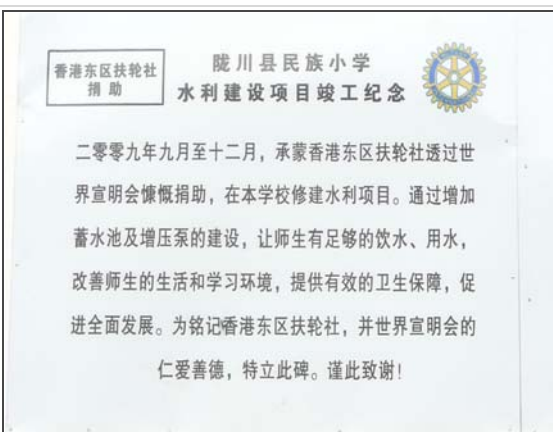 香港东区扶轮社
捐助
陇川县民族小学
水利建设项目竣工纪念
二零零九年九月至十二月，承蒙香港东区扶轮社透过世
界宣明会慷慨捐助，在本学校修建水利项目。通过增加
蓄水池及增压泵的建设，让师生有足够的饮水、用水，
改善师生的生活和学习环境，提供有效的卫生保障，促
进全面发展。为铭记香港东区扶轮社，并世界宣明会的
仁爱善德，特立此碑。谨此致谢！